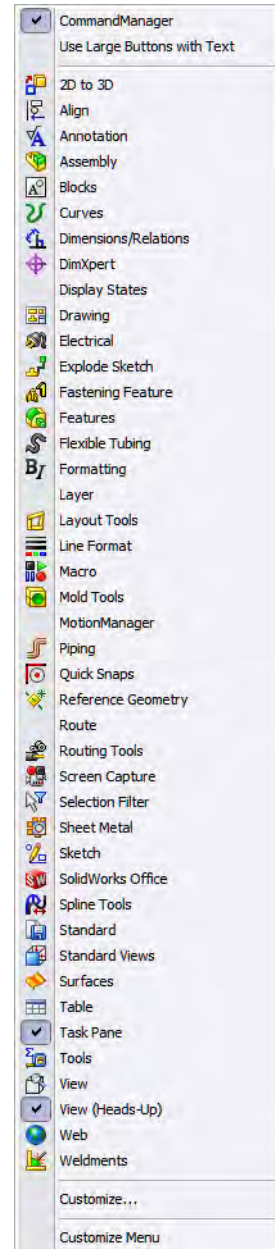 CommandManager
Use Large Buttons with Text
2D to 3D
Align
Annotation
Assembly
Blocks
Curves
Dimensions/Relations
DimXpert
Display States
Drawing
Electrical
Explode Sketch
Fastening Feature
Features
Flexible Tubing
Formatting
Layer
Layout Tools
Line Format
Macro
Mold Tools
MotionManager
Piping
Quick Snaps
Reference Geometry
Route
Routing Tools
Screen Capture
Selection Filter
Sheet Metal
Sketch
SolidWorks Office
Spline Tools
Standard
Standard Views
Surfaces
Table
Task Pane
Tools
View
View (Heads-Up)
Web
Weldments
Customize...
Customize Menu